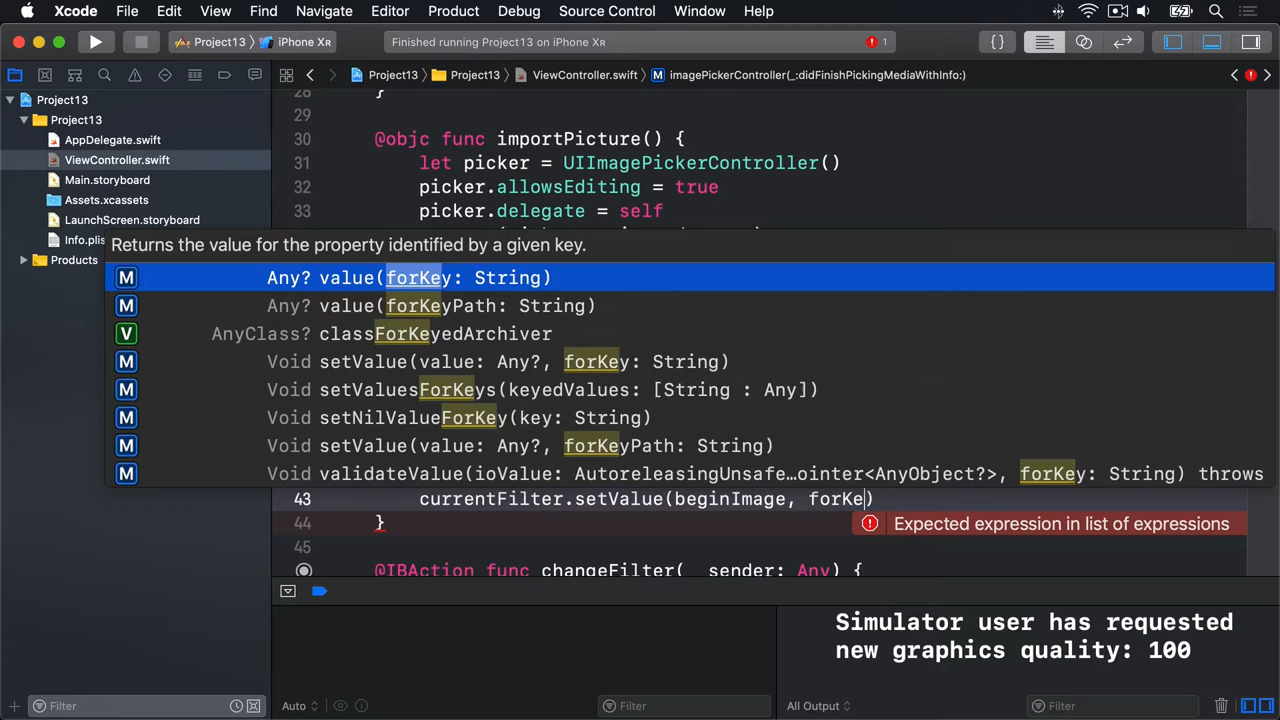 Xcode File Edit View Find Navigate Editor Product Debug Source Control Window Help
Project13 iPhone XR Finished running Project13 on iPhone XR 1
Project13 Project13 ViewController.swift M imagePickerController(_:didFinishPickingMediaWithInfo:)
Project13
Project13
AppDelegate.swift
ViewController.swift
Main.storyboard
Assets.xcassets
LaunchScreen.storyboard
Info.plis
Products
28 }
29
30 @objc func importPicture() {
31 let picker = UIImagePickerController()
32 picker.allowsEditing = true
33 picker.delegate = self
Returns the value for the property identified by a given key.
M Any? value(forKey: String)
M Any? value(forKeyPath: String)
V AnyClass? classForKeyedArchiver
M Void setValue(value: Any?, forKey: String)
M Void setValuesForKeys(keyedValues: [String : Any])
M Void setNilValueForKey(key: String)
M Void setValue(value: Any?, forKeyPath: String)
M Void validateValue(ioValue: AutoreleasingUnsafe…ointer<AnyObject?>, forKey: String) throws
43 currentFilter.setValue(beginImage, forKe)
44 } Expected expression in list of expressions
45
@IBAction func changeFilter(_ sender: Any) {
Simulator user has requested
new graphics quality: 100
Filter Auto Filter All Output Filter